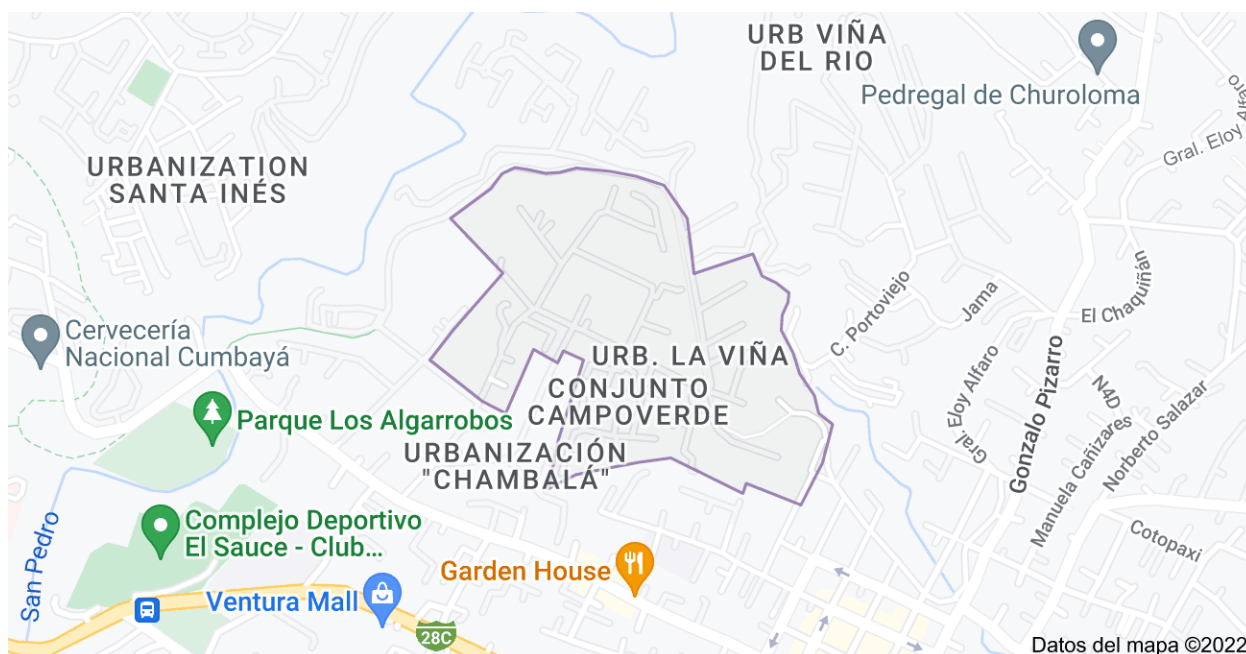 URB VIÑA
DEL RIO
Pedregal de Churoloma
Gral. Eloy Alfaro
URBANIZATION
SANTA INÉS
El Chaquiñán
C. Portoviejo
Jama
Cervecería
Nacional Cumbayá
URB. LA VIÑA
CONJUNTO
CAMPOVERDE
Gral. Eloy Alfaro
Gonzalo Pizarro
N4D
Manuela Cañizares
Norberto Salazar
Parque Los Algarrobos
URBANIZACIÓN
"CHAMBALÁ"
San Pedro
Complejo Deportivo
El Sauce - Club...
Cotopaxi
Garden House
Ventura Mall
28C
Datos del mapa ©2022